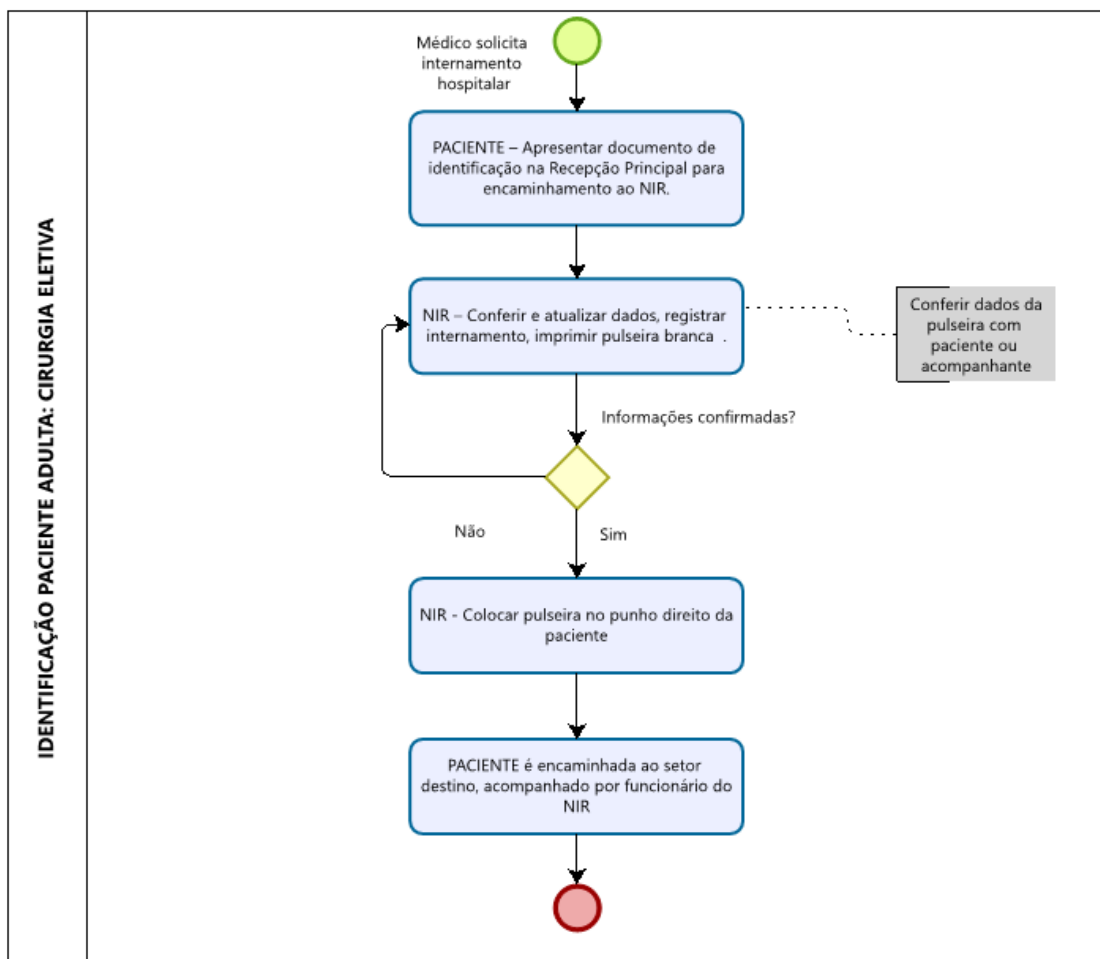 IDENTIFICAÇÃO PACIENTE ADULTA: CIRURGIA ELETIVA
Médico solicita
internamento
hospitalar
PACIENTE – Apresentar documento de
identificação na Recepção Principal para
encaminhamento ao NIR.
NIR – Conferir e atualizar dados, registrar
internamento, imprimir pulseira branca .
Conferir dados da
pulseira com
paciente ou
acompanhante
Informações confirmadas?
Não
Sim
NIR - Colocar pulseira no punho direito da
paciente
PACIENTE é encaminhada ao setor
destino, acompanhado por funcionário do
NIR